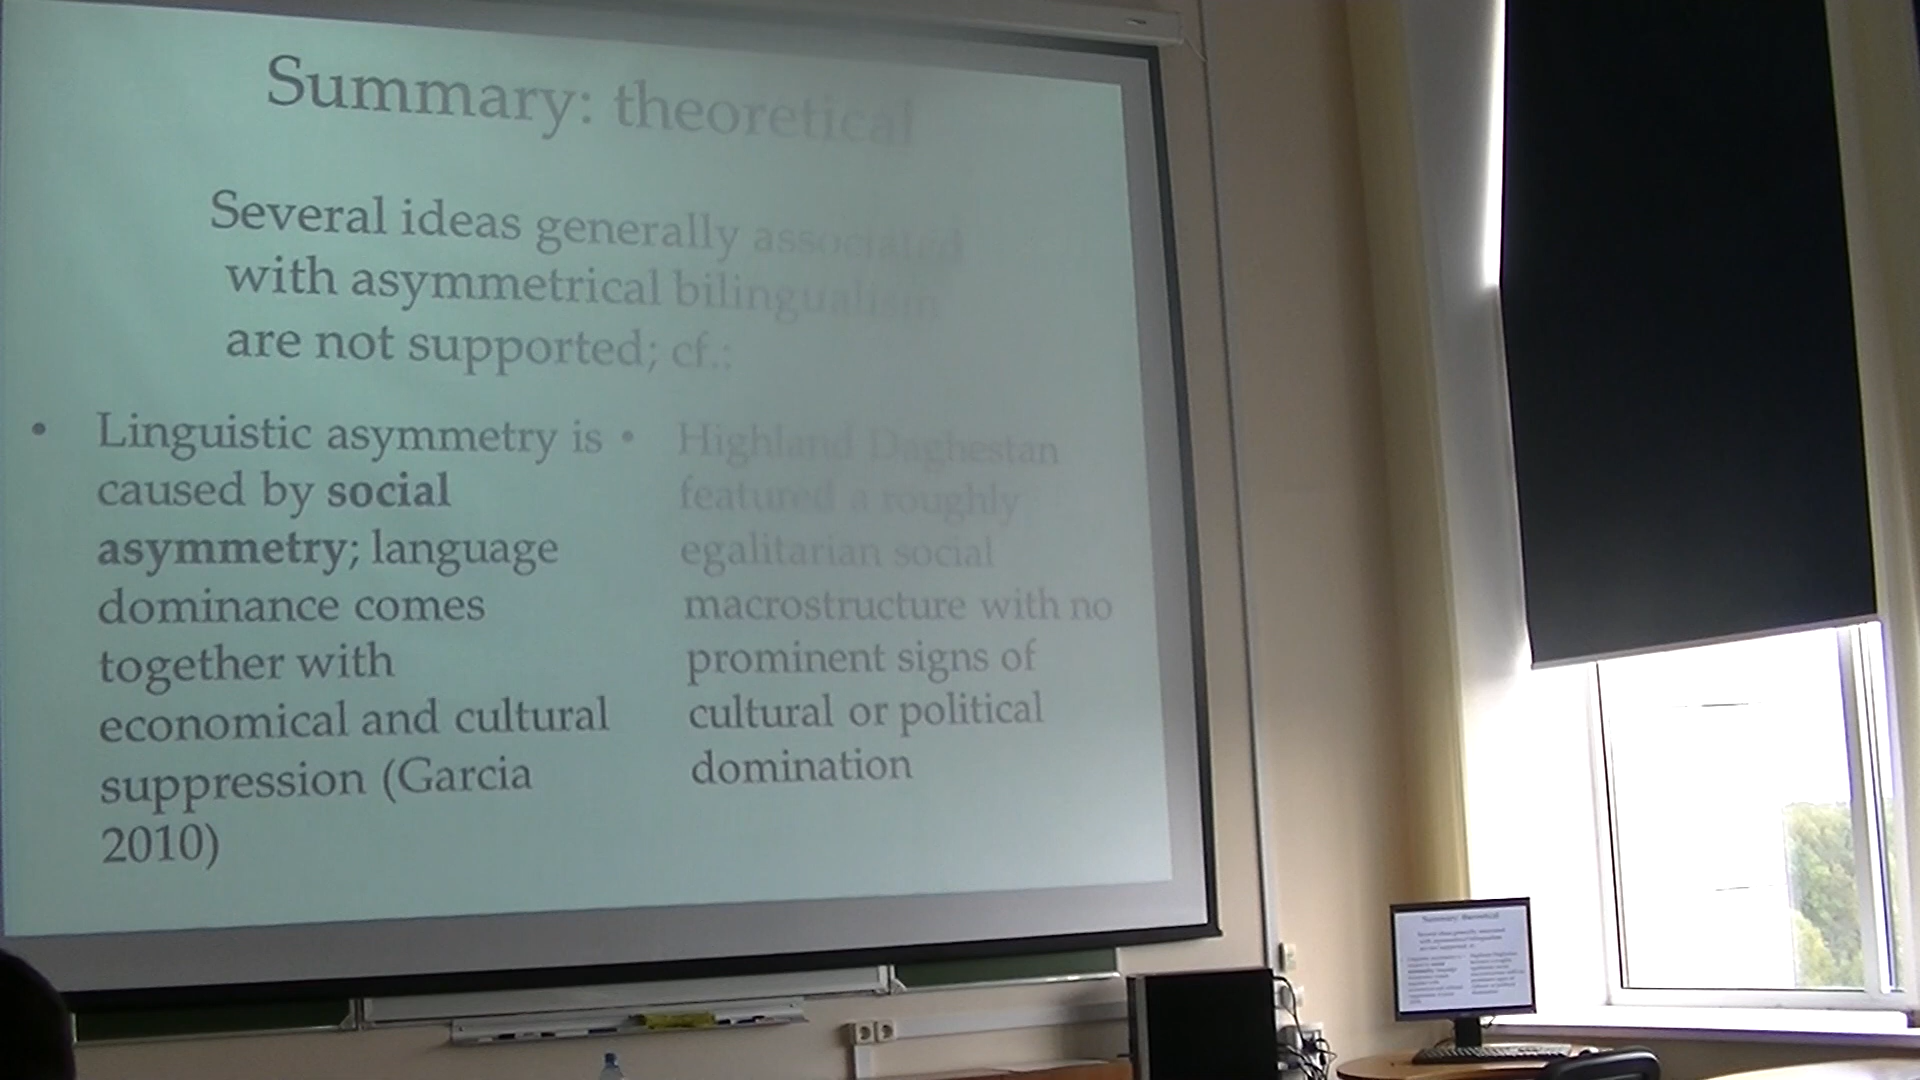 Summary: theoretical
Several ideas generally associated
with asymmetrical bilingualism
are not supported; cf.:
• Linguistic asymmetry is
caused by social
asymmetry; language
dominance comes
together with
economical and cultural
suppression (Garcia
2010)
• Highland Daghestan
featured a roughly
egalitarian social
macrostructure with no
prominent signs of
cultural or political
domination
Summary: theoretical